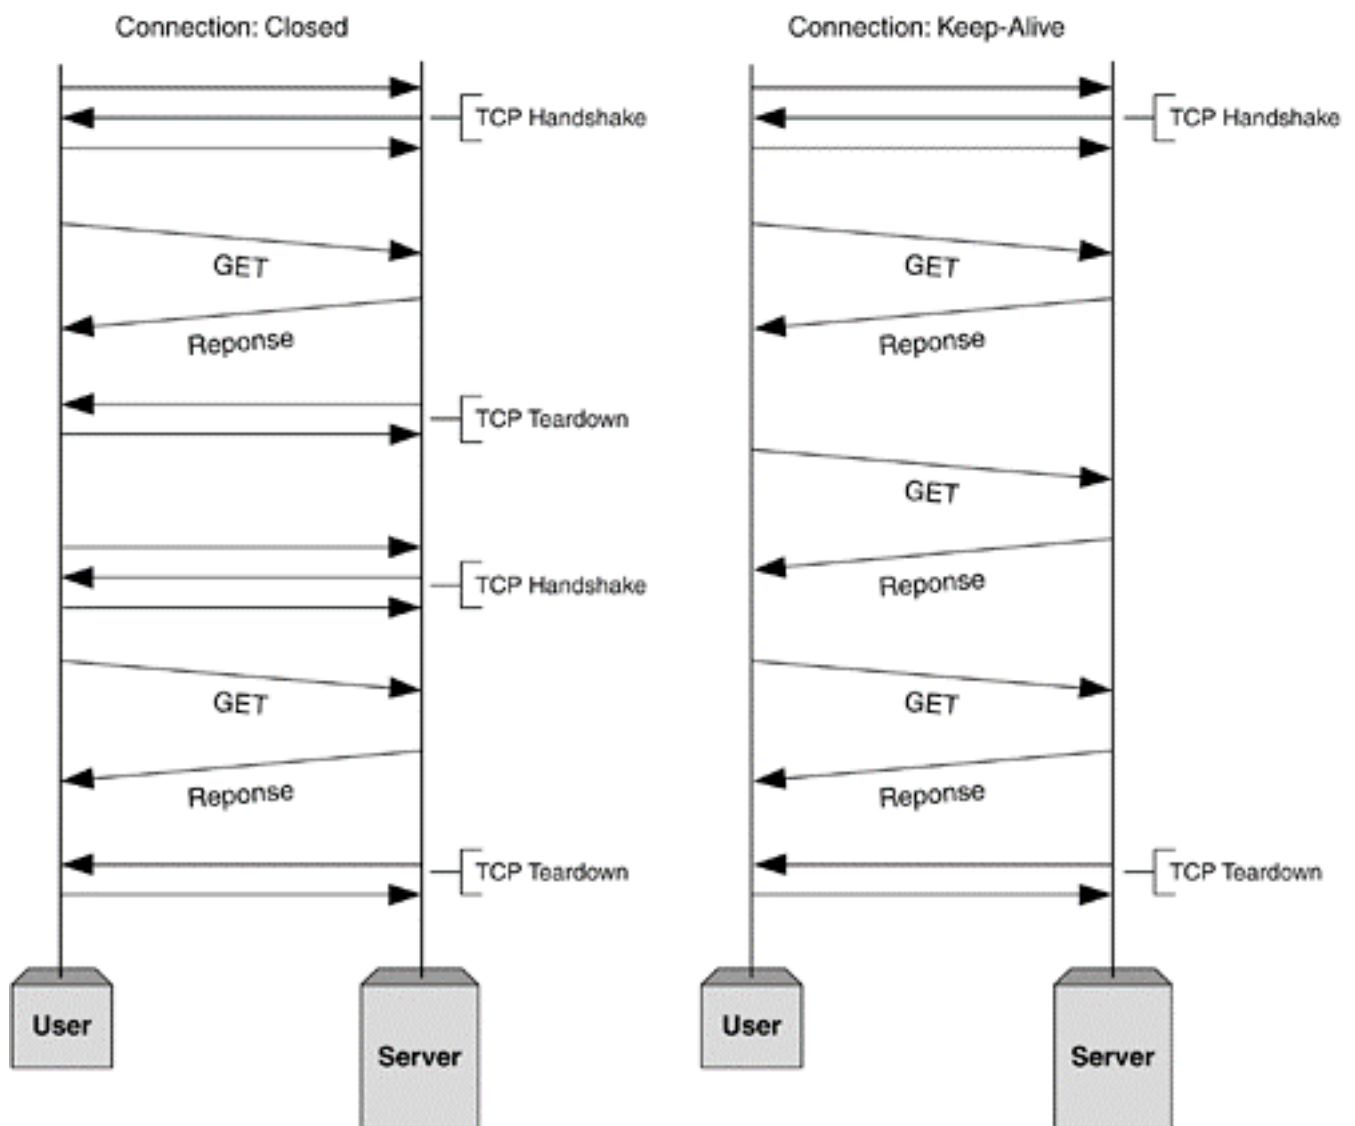 Connection: Closed
TCP Handshake
GET
Reponse
TCP Teardown
TCP Handshake
GET
Reponse
TCP Teardown
User
Server
Connection: Keep-Alive
TCP Handshake
GET
Reponse
GET
Reponse
GET
Reponse
TCP Teardown
User
Server